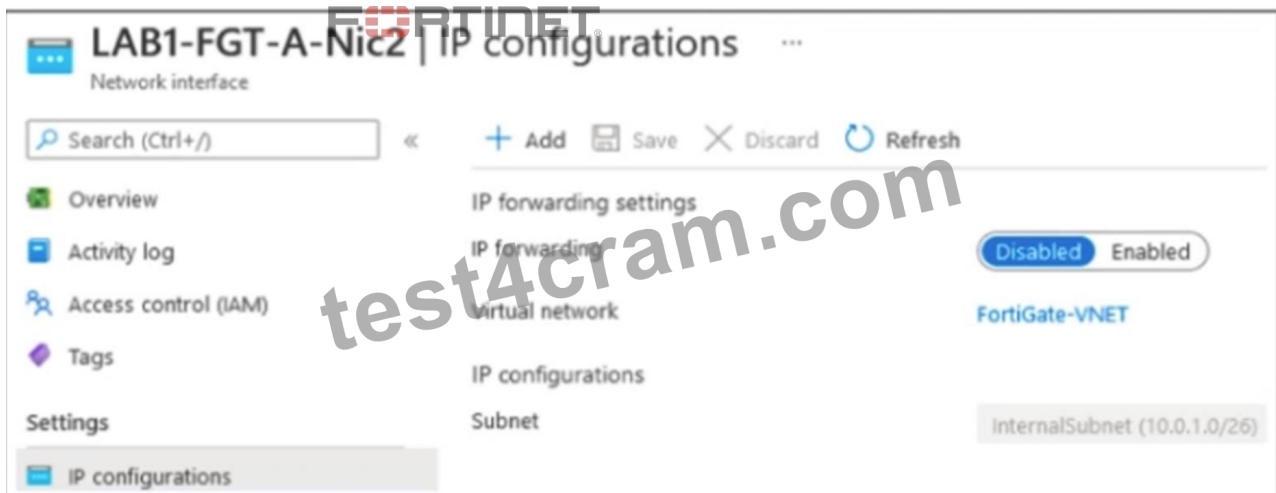 FORTINET®
LAB1-FGT-A-Nic2 | IP configurations ...
Network interface
Search (Ctrl+/)
«
+ Add Save Discard Refresh
Overview
Activity log
Access control (IAM)
Tags
Settings
IP configurations
IP forwarding settings
IP forwarding Disabled Enabled
Virtual network FortiGate-VNET
IP configurations
Subnet InternalSubnet (10.0.1.0/26)
test4cram.com